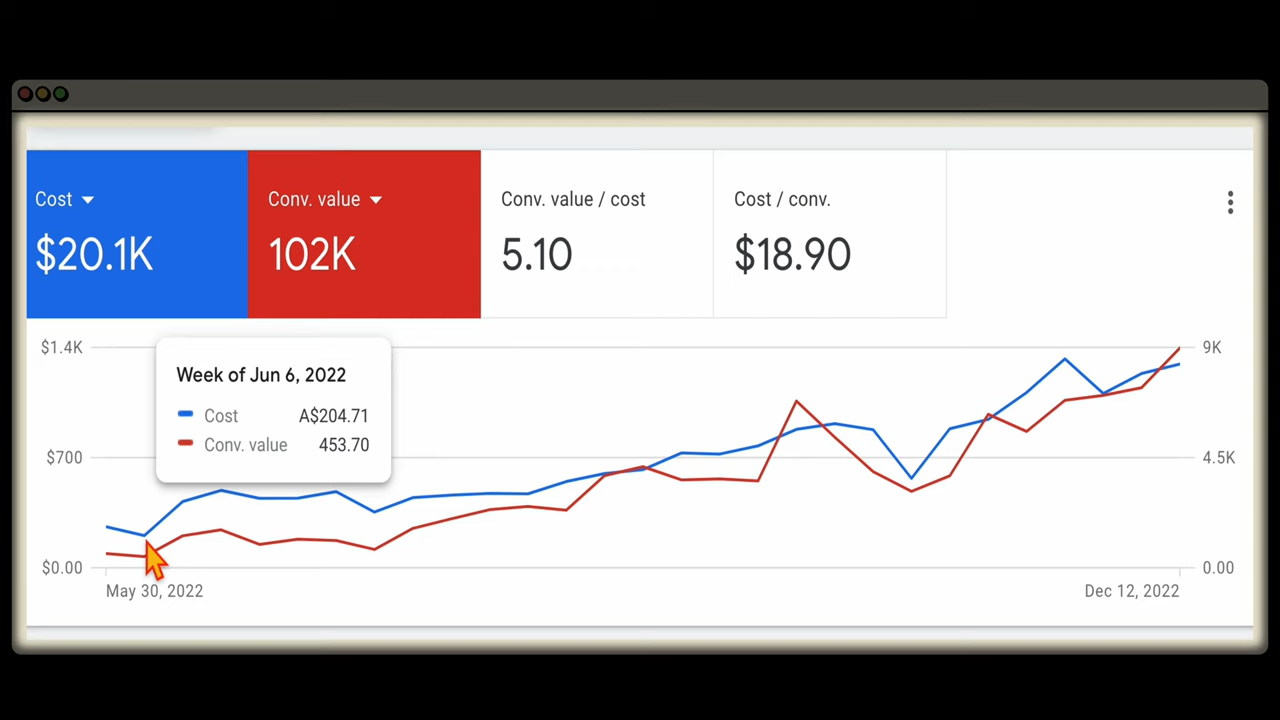 Cost
Conv. value
Conv. value / cost
Cost / conv.
$20.1K
102K
5.10
$18.90
$1.4K
9K
Week of Jun 6, 2022
Cost A$204.71
Conv. value 453.70
$700
4.5K
$0.00
0.00
May 30, 2022
Dec 12, 2022